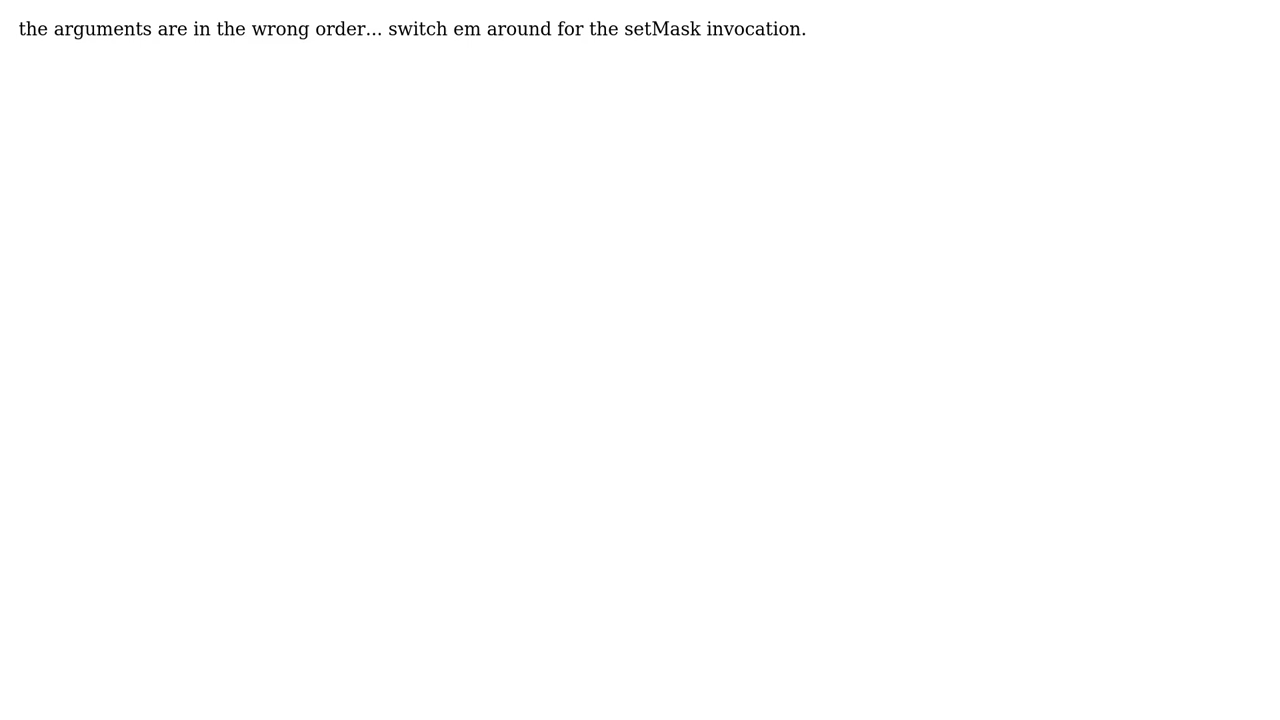 the arguments are in the wrong order... switch em around for the setMask invocation.